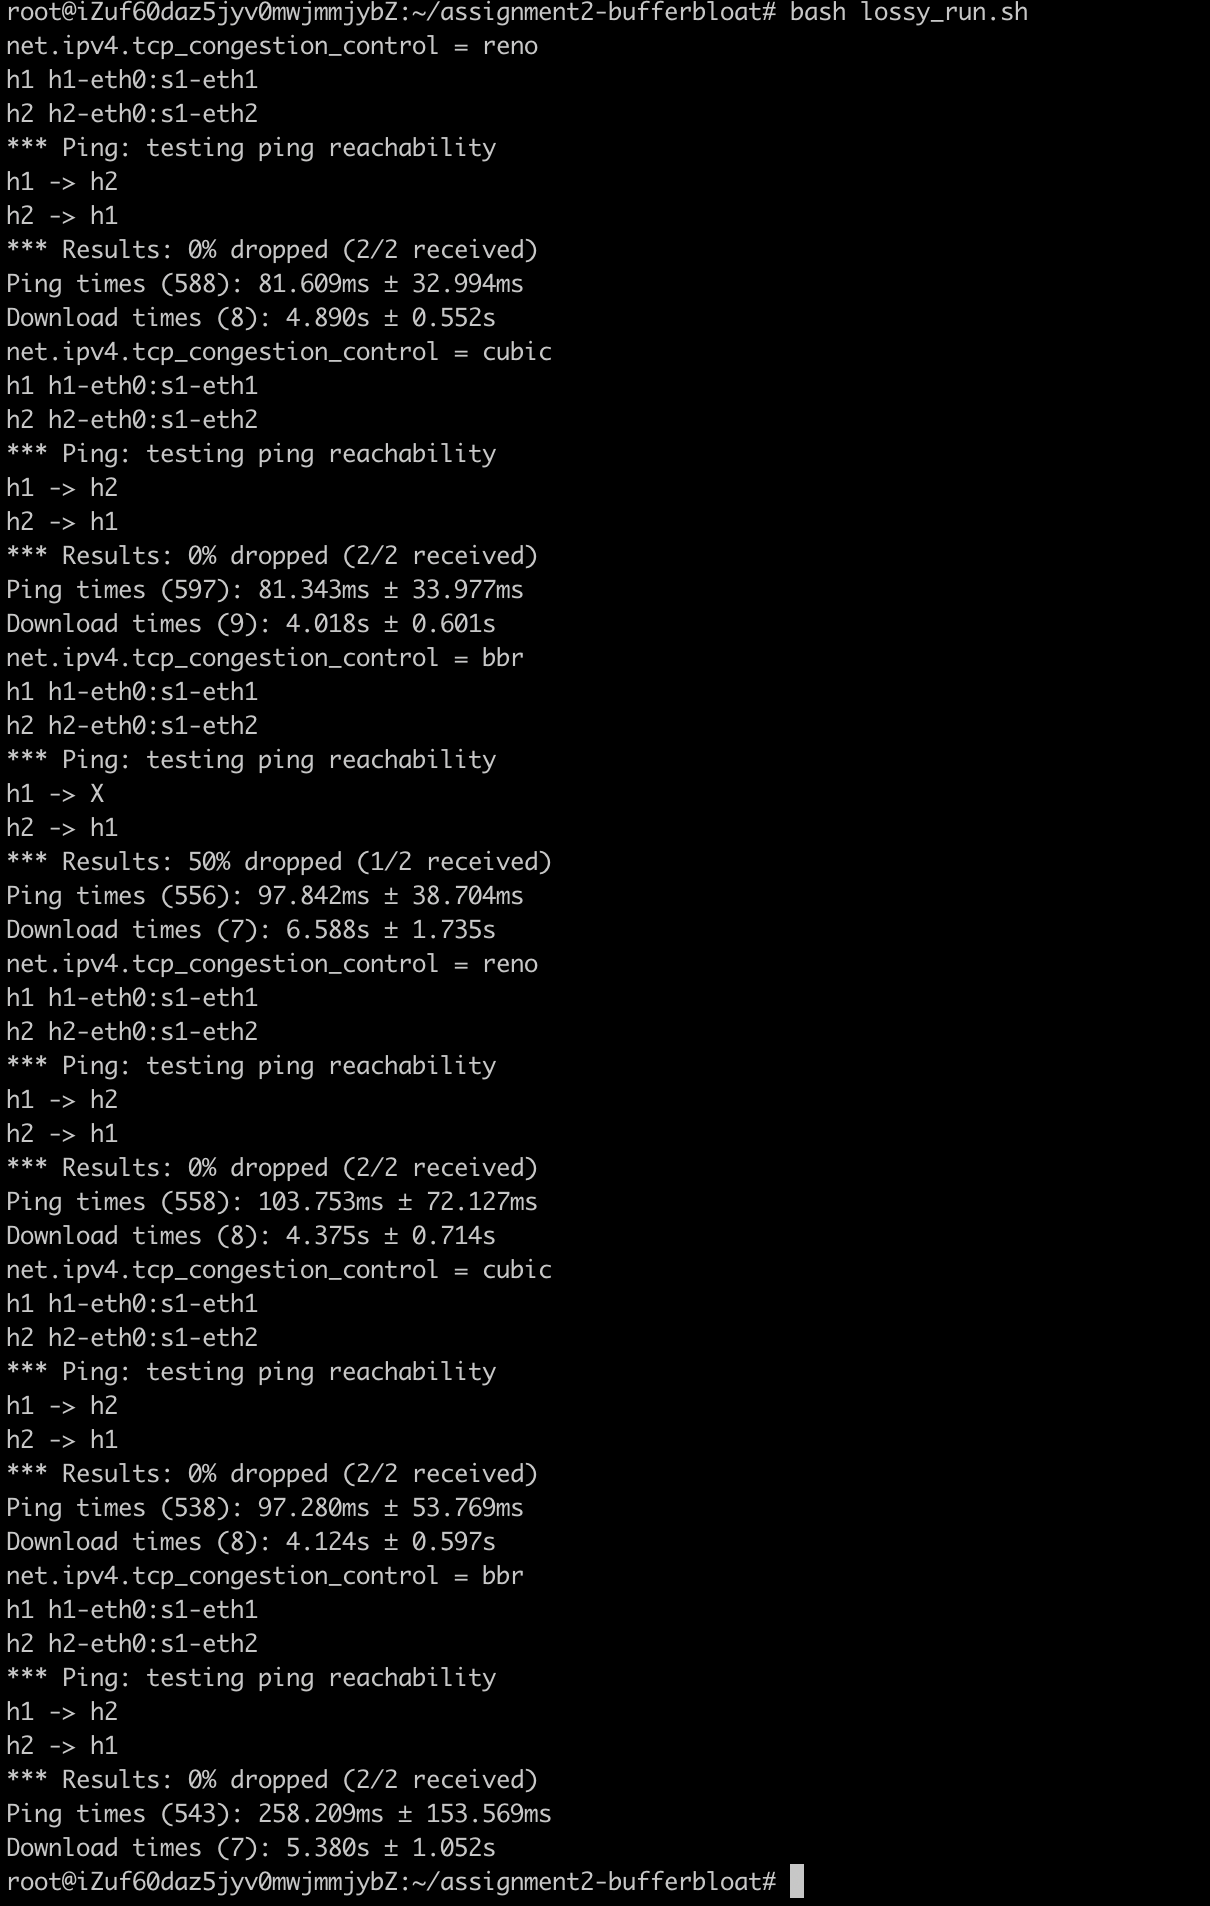 root@iZuf60daz5jyv0mwjmmjybZ:~/assignment2-bufferbloat# bash lossy_run.sh
net.ipv4.tcp_congestion_control = reno
h1 h1-eth0:s1-eth1
h2 h2-eth0:s1-eth2
*** Ping: testing ping reachability
h1 -> h2
h2 -> h1
*** Results: 0% dropped (2/2 received)
Ping times (588): 81.609ms ± 32.994ms
Download times (8): 4.890s ± 0.552s
net.ipv4.tcp_congestion_control = cubic
h1 h1-eth0:s1-eth1
h2 h2-eth0:s1-eth2
*** Ping: testing ping reachability
h1 -> h2
h2 -> h1
*** Results: 0% dropped (2/2 received)
Ping times (597): 81.343ms ± 33.977ms
Download times (9): 4.018s ± 0.601s
net.ipv4.tcp_congestion_control = bbr
h1 h1-eth0:s1-eth1
h2 h2-eth0:s1-eth2
*** Ping: testing ping reachability
h1 -> X
h2 -> h1
*** Results: 50% dropped (1/2 received)
Ping times (556): 97.842ms ± 38.704ms
Download times (7): 6.588s ± 1.735s
net.ipv4.tcp_congestion_control = reno
h1 h1-eth0:s1-eth1
h2 h2-eth0:s1-eth2
*** Ping: testing ping reachability
h1 -> h2
h2 -> h1
*** Results: 0% dropped (2/2 received)
Ping times (558): 103.753ms ± 72.127ms
Download times (8): 4.375s ± 0.714s
net.ipv4.tcp_congestion_control = cubic
h1 h1-eth0:s1-eth1
h2 h2-eth0:s1-eth2
*** Ping: testing ping reachability
h1 -> h2
h2 -> h1
*** Results: 0% dropped (2/2 received)
Ping times (538): 97.280ms ± 53.769ms
Download times (8): 4.124s ± 0.597s
net.ipv4.tcp_congestion_control = bbr
h1 h1-eth0:s1-eth1
h2 h2-eth0:s1-eth2
*** Ping: testing ping reachability
h1 -> h2
h2 -> h1
*** Results: 0% dropped (2/2 received)
Ping times (543): 258.209ms ± 153.569ms
Download times (7): 5.380s ± 1.052s
root@iZuf60daz5jyv0mwjmmjybZ:~/assignment2-bufferbloat#